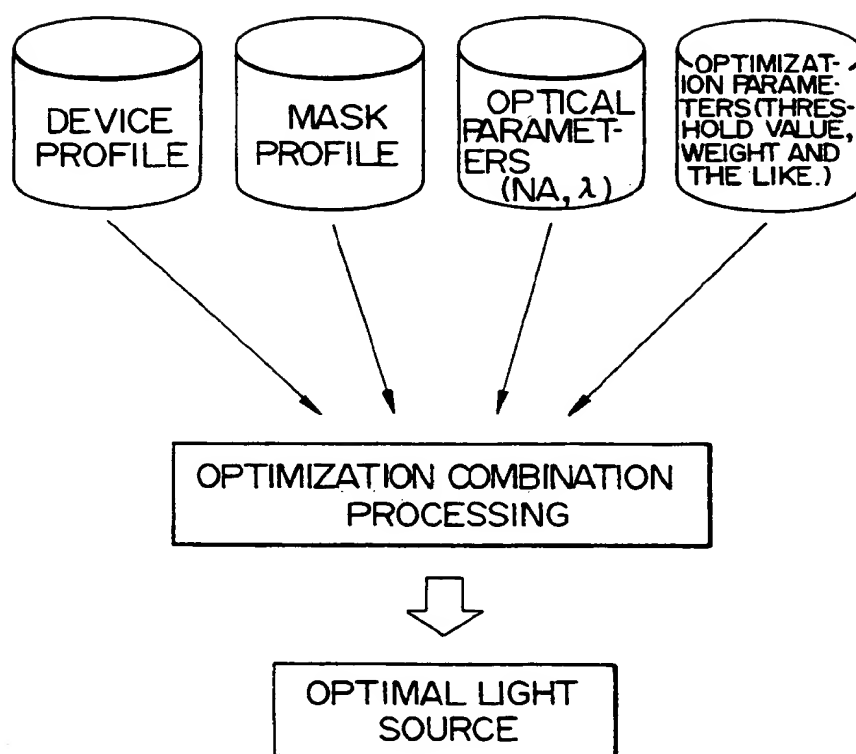 DEVICE
PROFILE
MASK
PROFILE
OPTICAL
PARAMET-
ERS
(NA, λ)
OPTIMIZAT-
ION PARAME-
TERS (THRES-
HOLD VALUE,
WEIGHT AND
THE LIKE.)
OPTIMIZATION COMBINATION
PROCESSING
OPTIMAL LIGHT
SOURCE